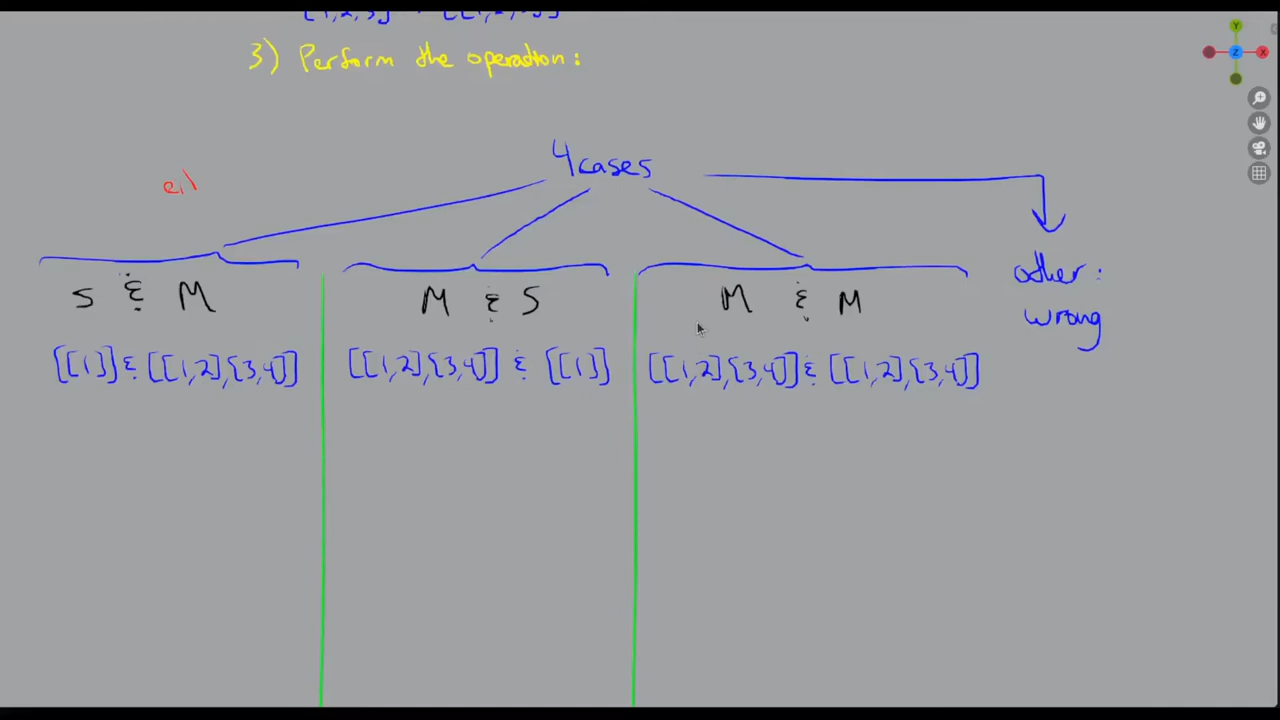 3) Perform the operation:
4 cases
S & M
M & S
M & M
other:
wrong
[[1]] & [[1,2],[3,4]]
[[1,2],[3,4]] & [[1]]
[[1,2],[3,4]] & [[1,2],[3,4]]
Y
Z
X